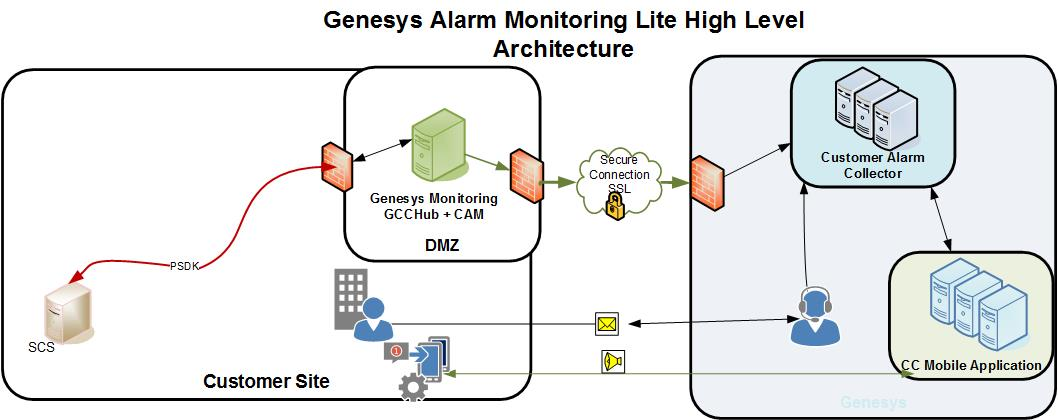 Genesys Alarm Monitoring Lite High Level
Architecture
Secure
Connection
SSL
Customer Alarm
Collector
Genesys Monitoring
GCCHub + CAM
DMZ
PSDK
SCS
1
CC Mobile Application
Customer Site
Genesys